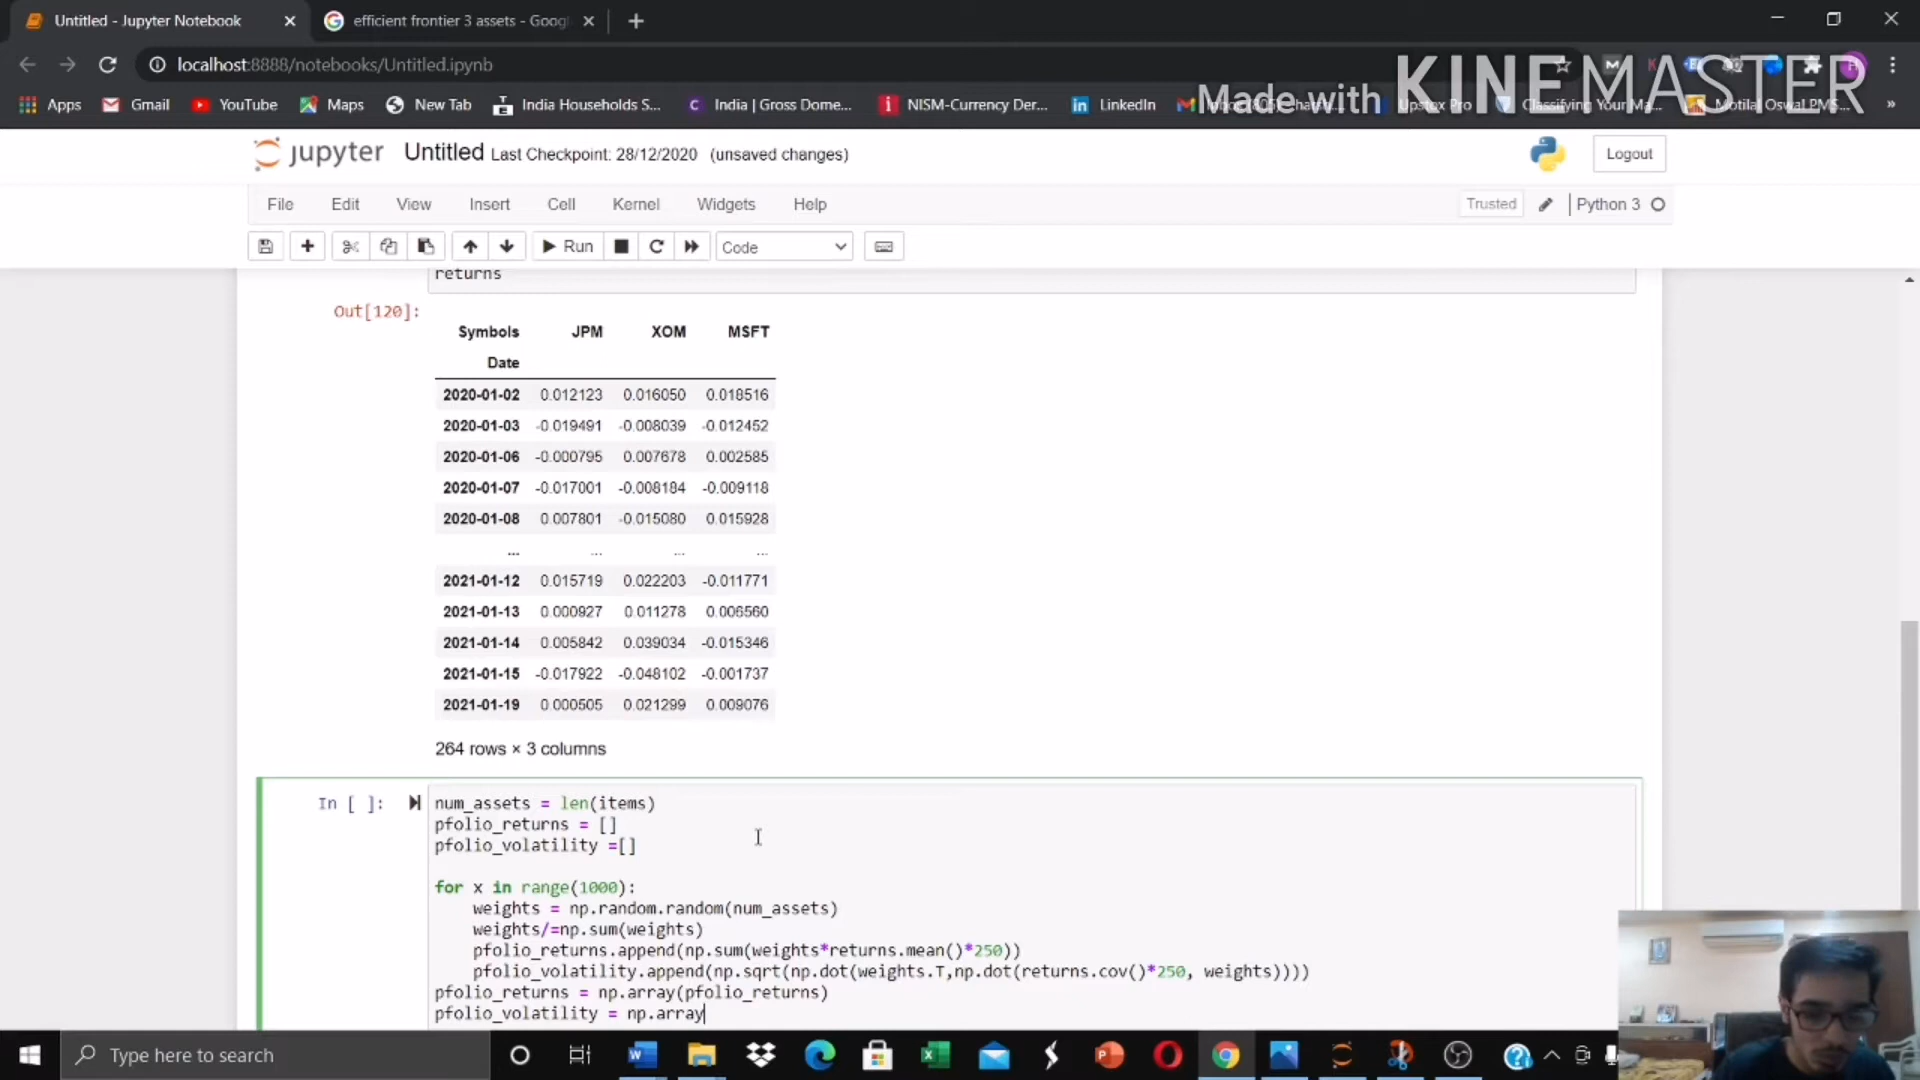 Untitled - Jupyter Notebook
efficient frontier 3 assets - Goog
localhost:8888/notebooks/Untitled.ipynb
Made with KINEMASTER
Apps Gmail YouTube Maps New Tab India Households S... India | Gross Dome... NISM-Currency Der... LinkedIn Upstox Pro Classifying Your Ma... Motilal Oswal PMS... »
jupyter Untitled Last Checkpoint: 28/12/2020 (unsaved changes) Logout
File Edit View Insert Cell Kernel Widgets Help Trusted Python 3
Run Code
returns
Out[120]:
Symbols JPM XOM MSFT
Date
2020-01-02 0.012123 0.016050 0.018516
2020-01-03 -0.019491 -0.008039 -0.012452
2020-01-06 -0.000795 0.007678 0.002585
2020-01-07 -0.017001 -0.008184 -0.009118
2020-01-08 0.007801 -0.015080 0.015928
... ... ... ...
2021-01-12 0.015719 0.022203 -0.011771
2021-01-13 0.000927 0.011278 0.006560
2021-01-14 0.005842 0.039034 -0.015346
2021-01-15 -0.017922 -0.048102 -0.001737
2021-01-19 0.000505 0.021299 0.009076
264 rows × 3 columns
In [ ]: num_assets = len(items)
pfolio_returns = []
pfolio_volatility =[]
for x in range(1000):
weights = np.random.random(num_assets)
weights/=np.sum(weights)
pfolio_returns.append(np.sum(weights*returns.mean()*250))
pfolio_volatility.append(np.sqrt(np.dot(weights.T,np.dot(returns.cov()*250, weights))))
pfolio_returns = np.array(pfolio_returns)
pfolio_volatility = np.array
Type here to search